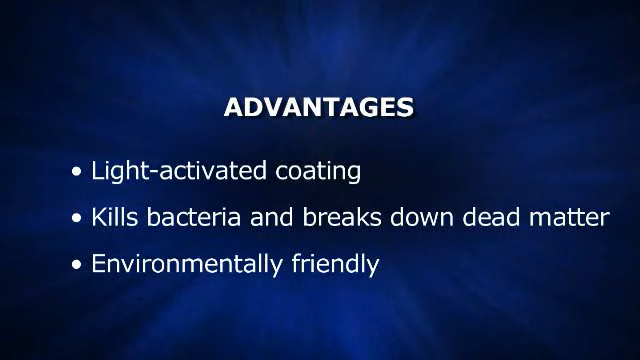 ADVANTAGES
• Light-activated coating
• Kills bacteria and breaks down dead matter
• Environmentally friendly